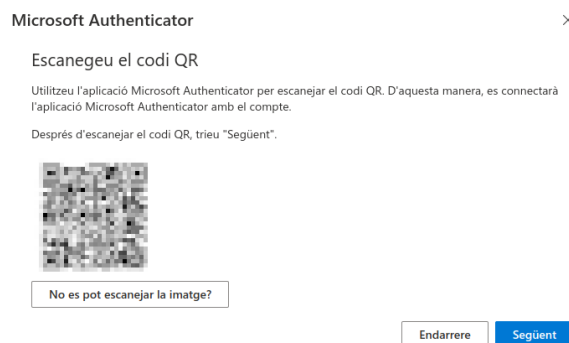 Microsoft Authenticator
Escanegeu el codi QR
Utilitzeu l'aplicació Microsoft Authenticator per escanejar el codi QR. D'aquesta manera, es connectarà
l'aplicació Microsoft Authenticator amb el compte.
Després d'escanejar el codi QR, trieu "Següent".
No es pot escanejar la imatge?
Endarrere
Següent